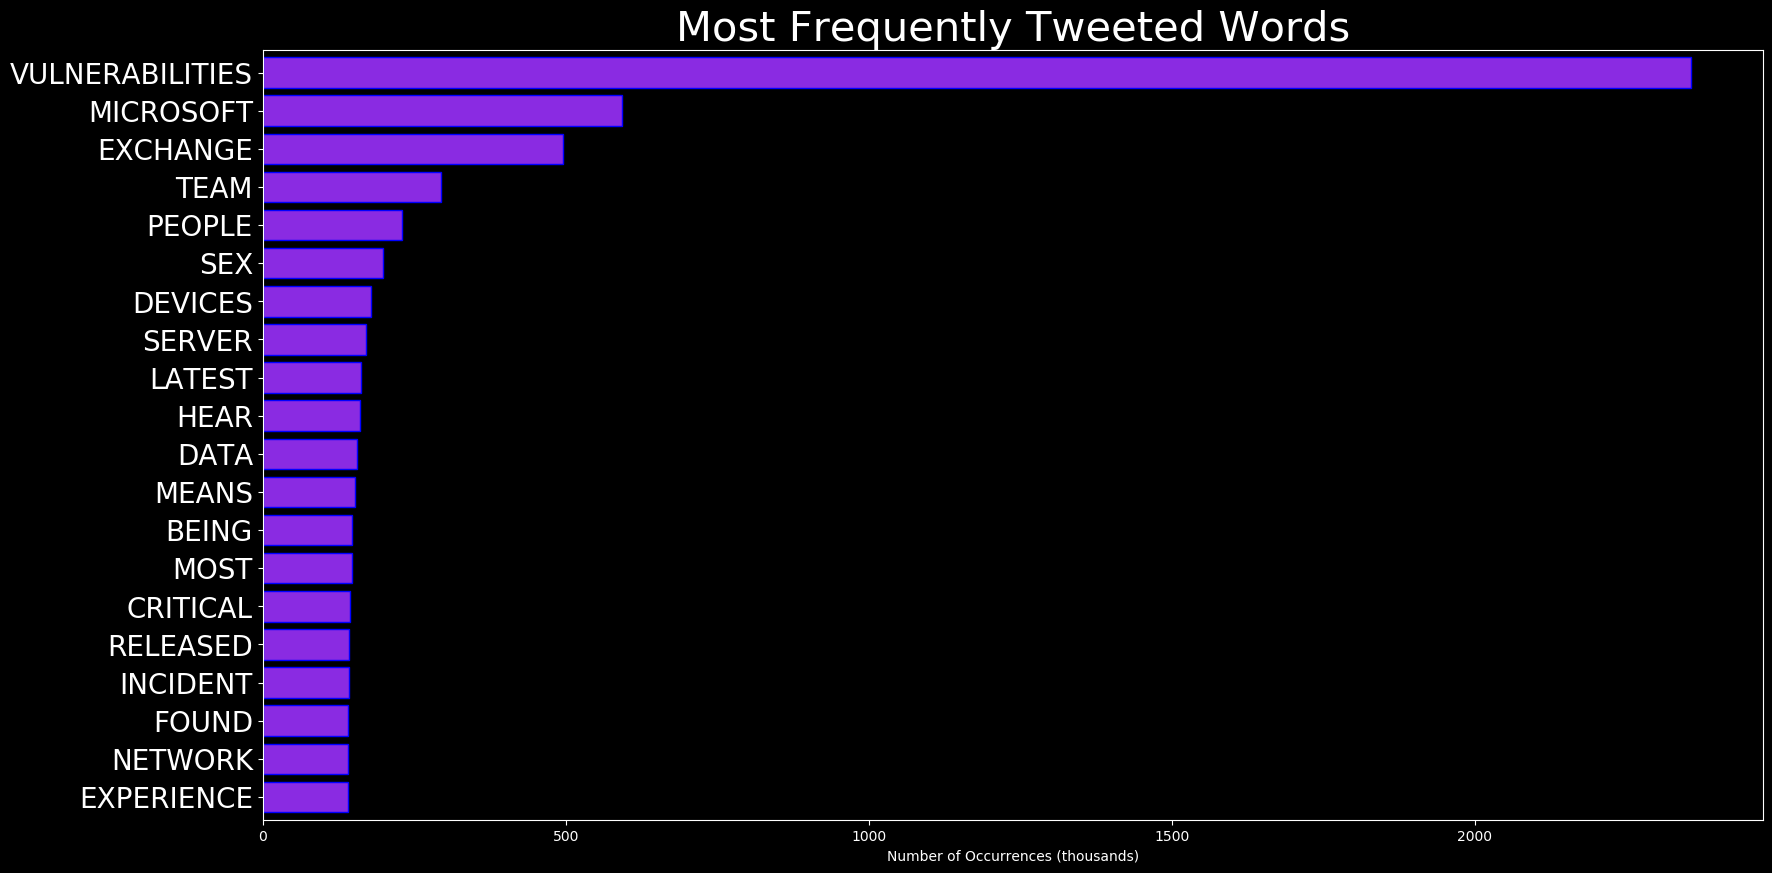 Most Frequently Tweeted Words
VULNERABILITIES
MICROSOFT
EXCHANGE
TEAM
PEOPLE
SEX
DEVICES
SERVER
LATEST
HEAR
DATA
MEANS
BEING
MOST
CRITICAL
RELEASED
INCIDENT
FOUND
NETWORK
EXPERIENCE
0 500 1000 1500 2000
Number of Occurrences (thousands)